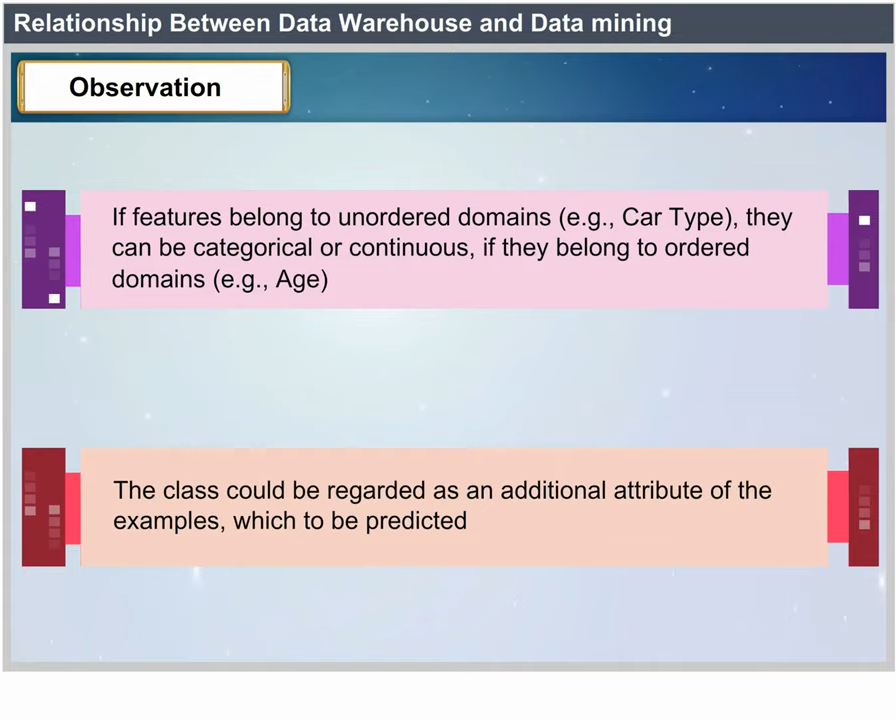 Relationship Between Data Warehouse and Data mining
Observation
If features belong to unordered domains (e.g., Car Type), they
can be categorical or continuous, if they belong to ordered
domains (e.g., Age)
The class could be regarded as an additional attribute of the
examples, which to be predicted